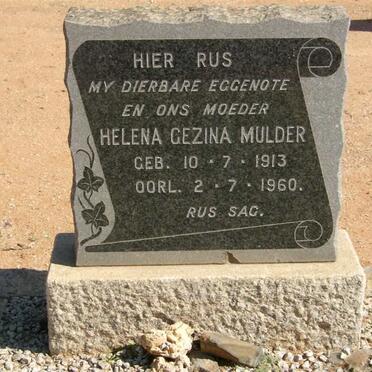 HIER RUS
MY DIERBARE EGGENOTE
EN ONS MOEDER
HELENA GEZINA MULDER
GEB. 10 · 7 · 1913
OORL. 2 · 7 · 1960.
RUS SAG.